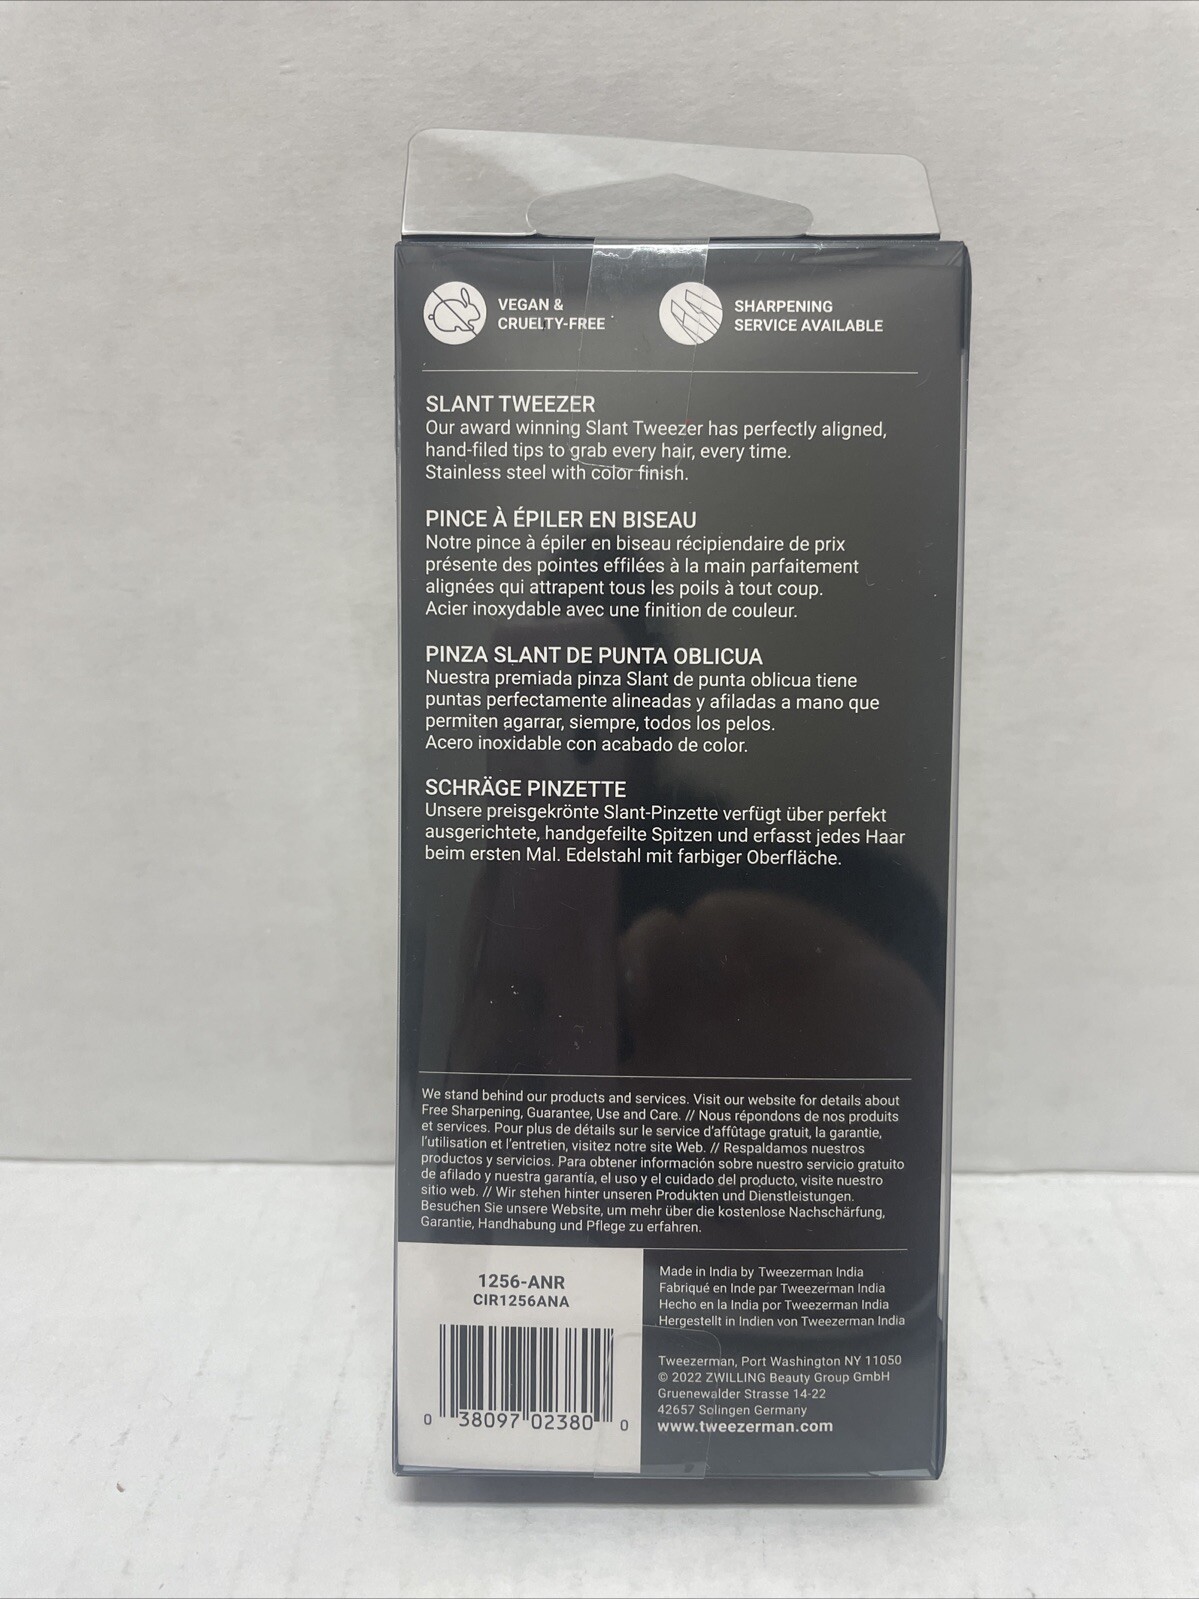 VEGAN &
CRUELTY-FREE
SHARPENING
SERVICE AVAILABLE
SLANT TWEEZER
Our award winning Slant Tweezer has perfectly aligned,
hand-filed tips to grab every hair, every time.
Stainless steel with color finish.
PINCE À ÉPILER EN BISEAU
Notre pince à épiler en biseau récipiendaire de prix
présente des pointes effilées à la main parfaitement
alignées qui attrapent tous les poils à tout coup.
Acier inoxydable avec une finition de couleur.
PINZA SLANT DE PUNTA OBLICUA
Nuestra premiada pinza Slant de punta oblicua tiene
puntas perfectamente alineadas y afiladas a mano que
permiten agarrar, siempre, todos los pelos.
Acero inoxidable con acabado de color.
SCHRÄGE PINZETTE
Unsere preisgekrönte Slant-Pinzette verfügt über perfekt
ausgerichtete, handgefeilte Spitzen und erfasst jedes Haar
beim ersten Mal. Edelstahl mit farbiger Oberfläche.
We stand behind our products and services. Visit our website for details about
Free Sharpening, Guarantee, Use and Care. // Nous répondons de nos produits
et services. Pour plus de détails sur le service d'affûtage gratuit, la garantie,
l'utilisation et l'entretien, visitez notre site Web. // Respaldamos nuestros
productos y servicios. Para obtener información sobre nuestro servicio gratuito
de afilado y nuestra garantía, el uso y el cuidado del producto, visite nuestro
sitio web. // Wir stehen hinter unseren Produkten und Dienstleistungen.
Besuchen Sie unsere Website, um mehr über die kostenlose Nachschärfung,
Garantie, Handhabung und Pflege zu erfahren.
1256-ANR
CIR1256ANA
0 38097 02380 0
Made in India by Tweezerman India
Fabriqué en Inde par Tweezerman India
Hecho en la India por Tweezerman India
Hergestellt in Indien von Tweezerman India
Tweezerman, Port Washington NY 11050
© 2022 ZWILLING Beauty Group GmbH
Gruenewalder Strasse 14-22
42657 Solingen Germany
www.tweezerman.com